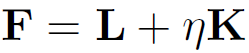 𝐅 = 𝐋 + η𝐊